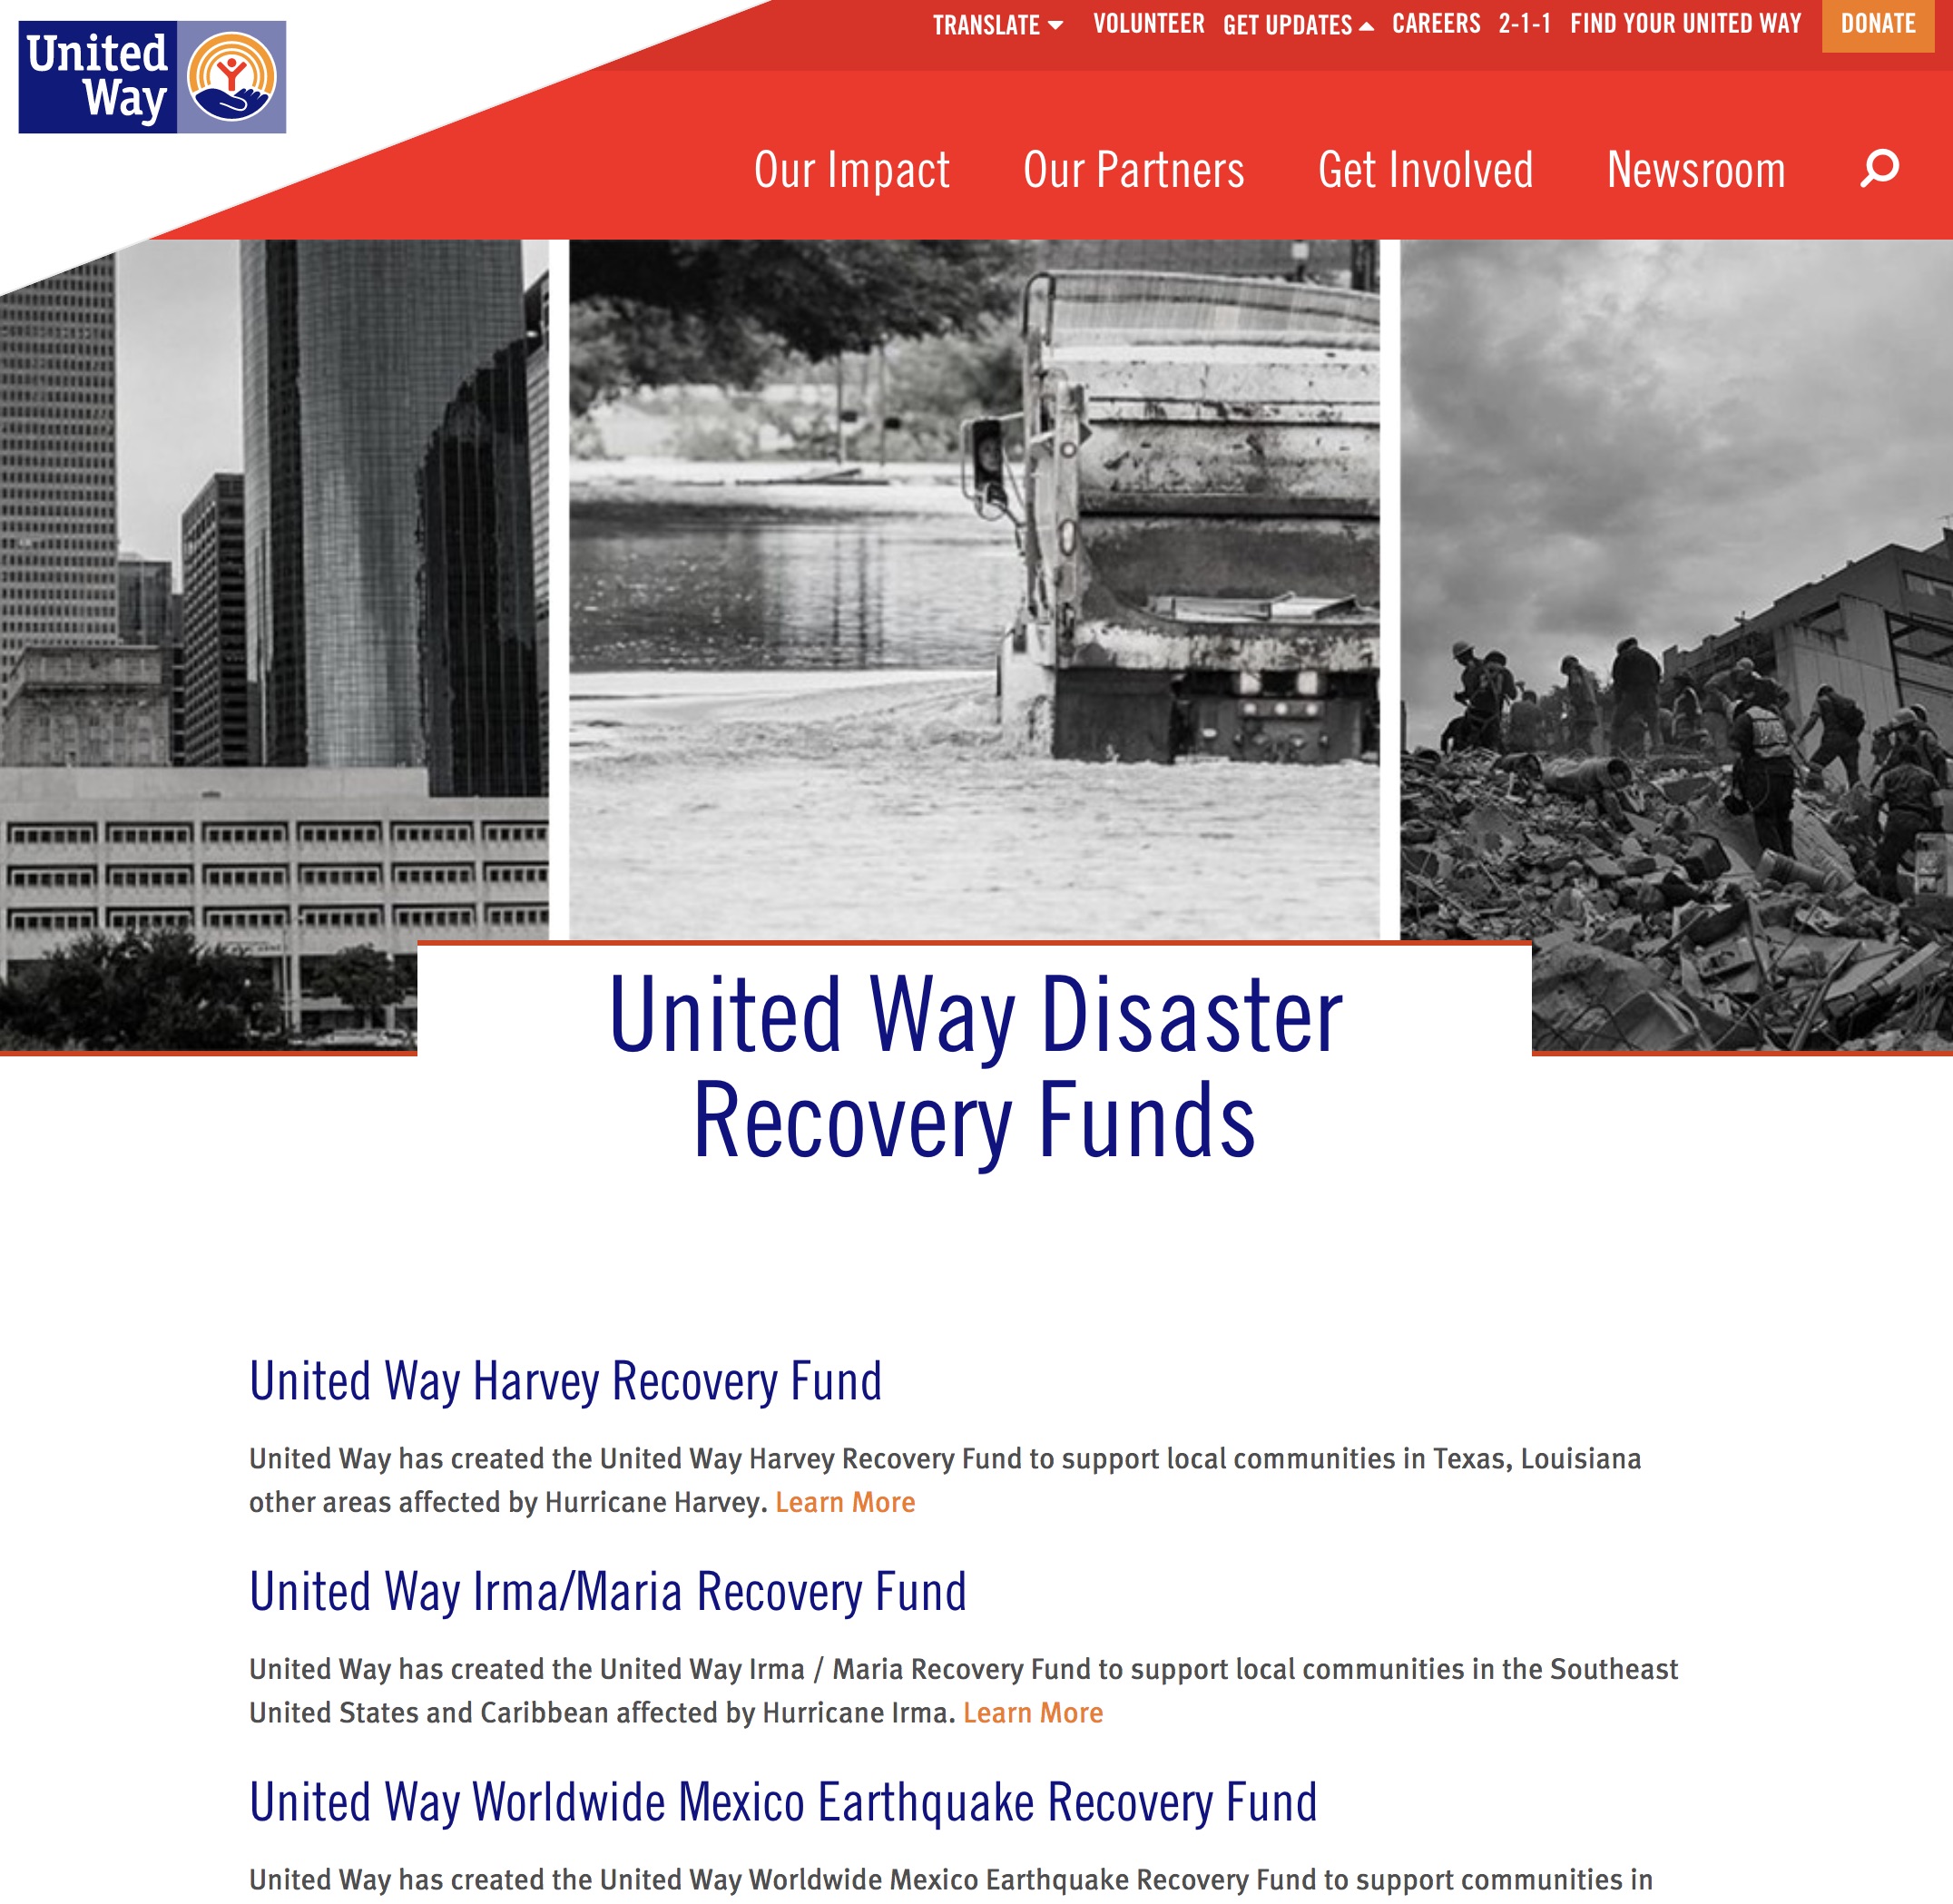 United
Way
TRANSLATE VOLUNTEER GET UPDATES CAREERS 2-1-1 FIND YOUR UNITED WAY DONATE
Our Impact Our Partners Get Involved Newsroom
United Way Disaster
Recovery Funds
United Way Harvey Recovery Fund
United Way has created the United Way Harvey Recovery Fund to support local communities in Texas, Louisiana
other areas affected by Hurricane Harvey. Learn More
United Way Irma/Maria Recovery Fund
United Way has created the United Way Irma / Maria Recovery Fund to support local communities in the Southeast
United States and Caribbean affected by Hurricane Irma. Learn More
United Way Worldwide Mexico Earthquake Recovery Fund
United Way has created the United Way Worldwide Mexico Earthquake Recovery Fund to support communities in